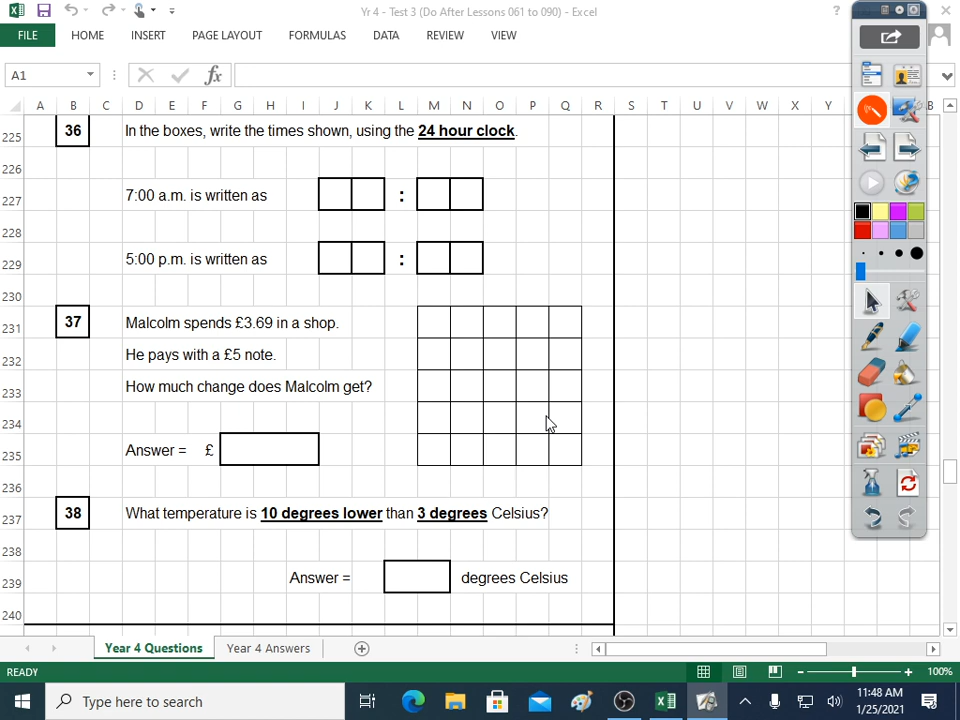 Yr 4 - Test 3 (Do After Lessons 061 to 090) - Excel
?
FILE HOME INSERT PAGE LAYOUT FORMULAS DATA REVIEW VIEW
A1 fx
A B C D E F G H I J K L M N O P Q R S T U V W X Y B
225 36 In the boxes, write the times shown, using the 24 hour clock.
226
227 7:00 a.m. is written as :
228
229 5:00 p.m. is written as :
230
231 37 Malcolm spends £3.69 in a shop.
232 He pays with a £5 note.
233 How much change does Malcolm get?
234
235 Answer = £
236
237 38 What temperature is 10 degrees lower than 3 degrees Celsius?
238
239 Answer = degrees Celsius
240
Year 4 Questions Year 4 Answers
READY 100%
Type here to search 11:48 AM
1/25/2021